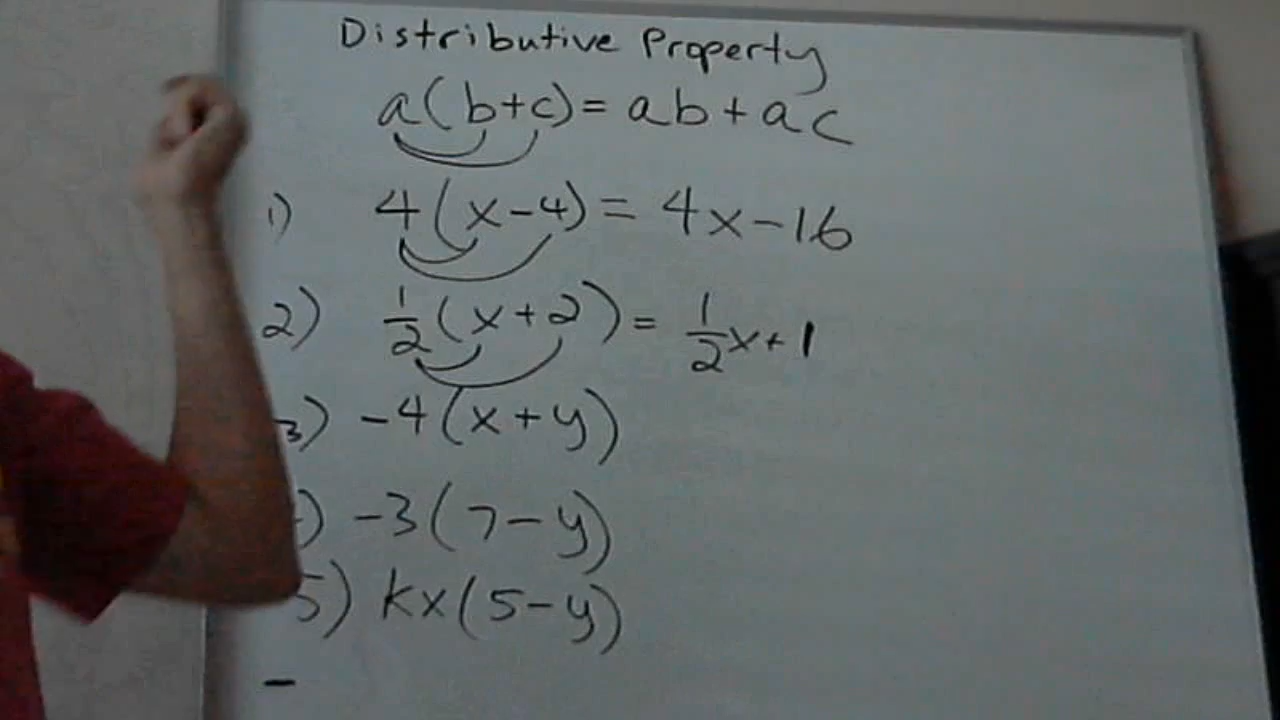 Distributive Property
a(b+c)= ab+ac
1) 4(x-4)= 4x-16
2) 1/2(x+2)= 1/2x+1
3) -4(x+y)
) -3(7-y)
5) kx(5-y)
-